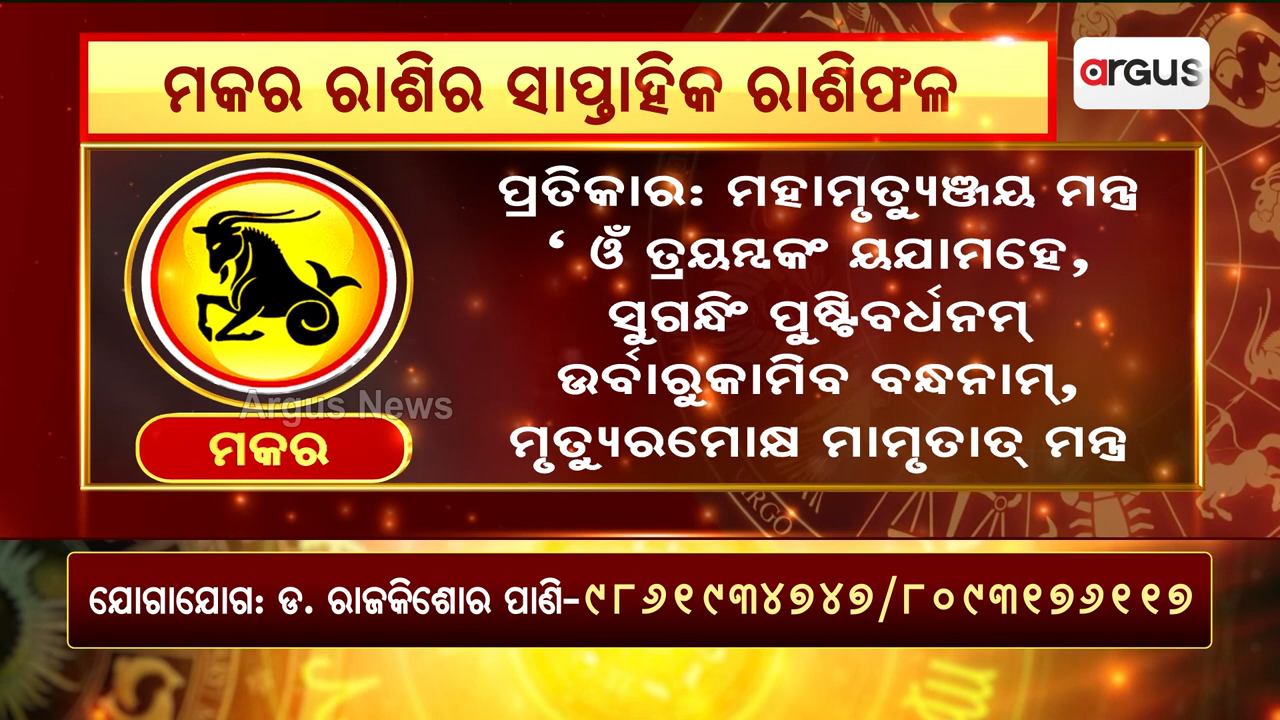 ମକର ରାଶିର ସାପ୍ତାହିକ ରାଶିଫଳ
argus
ପ୍ରତିକାର: ମହାମୃତ୍ୟୁଞ୍ଜୟ ମନ୍ତ୍ର
‘ ଓଁ ତ୍ରୟମ୍ବକଂ ୟଯାମହେ,
ସୁଗନ୍ଧିଂ ପୁଷ୍ଟିବର୍ଧନମ୍
ଉର୍ବାରୁକାମିବ ବନ୍ଧନାମ୍,
ମୃତ୍ୟୁରମୋକ୍ଷ ମାମୃତାତ୍ ମନ୍ତ୍ର
Argus News
ମକର
ଯୋଗାଯୋଗ: ଡ. ରାଜକିଶୋର ପାଣି-୯୮୬୧୯୩୪୭୪୭/୮୦୯୩୧୭୬୧୧୭